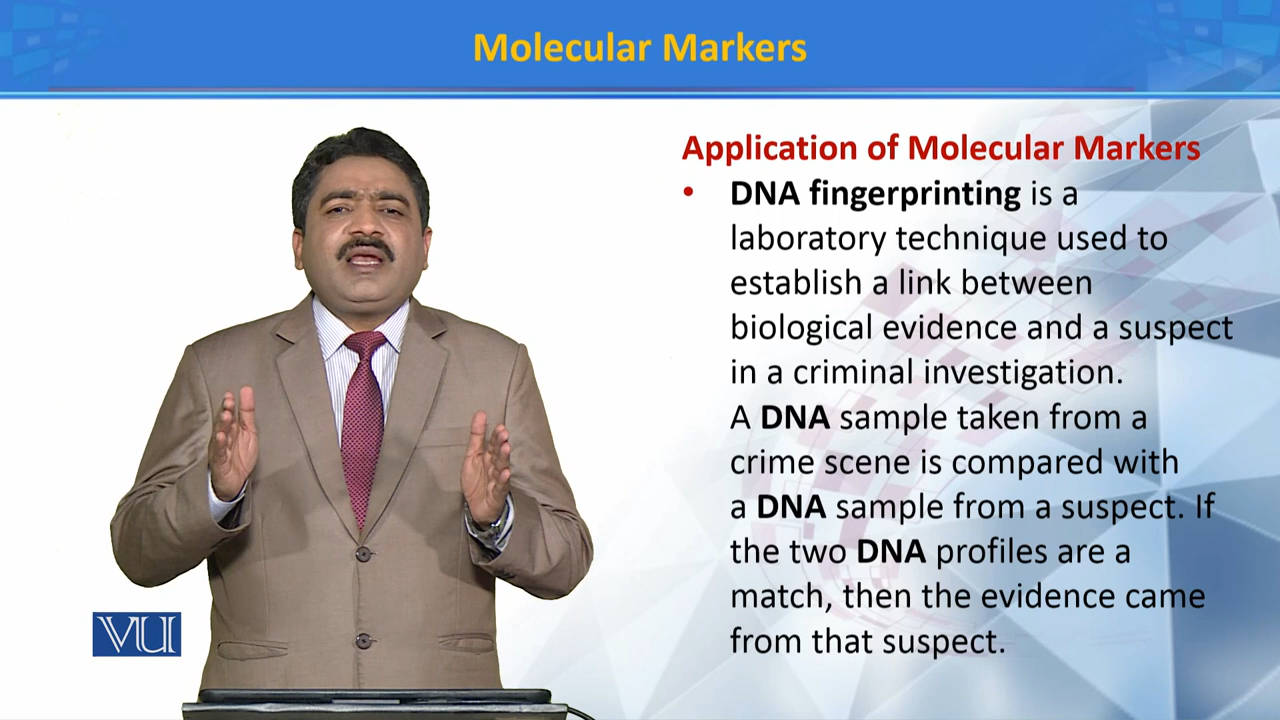 Molecular Markers
Application of Molecular Markers
• DNA fingerprinting is a
laboratory technique used to
establish a link between
biological evidence and a suspect
in a criminal investigation.
A DNA sample taken from a
crime scene is compared with
a DNA sample from a suspect. If
the two DNA profiles are a
match, then the evidence came
from that suspect.
VU